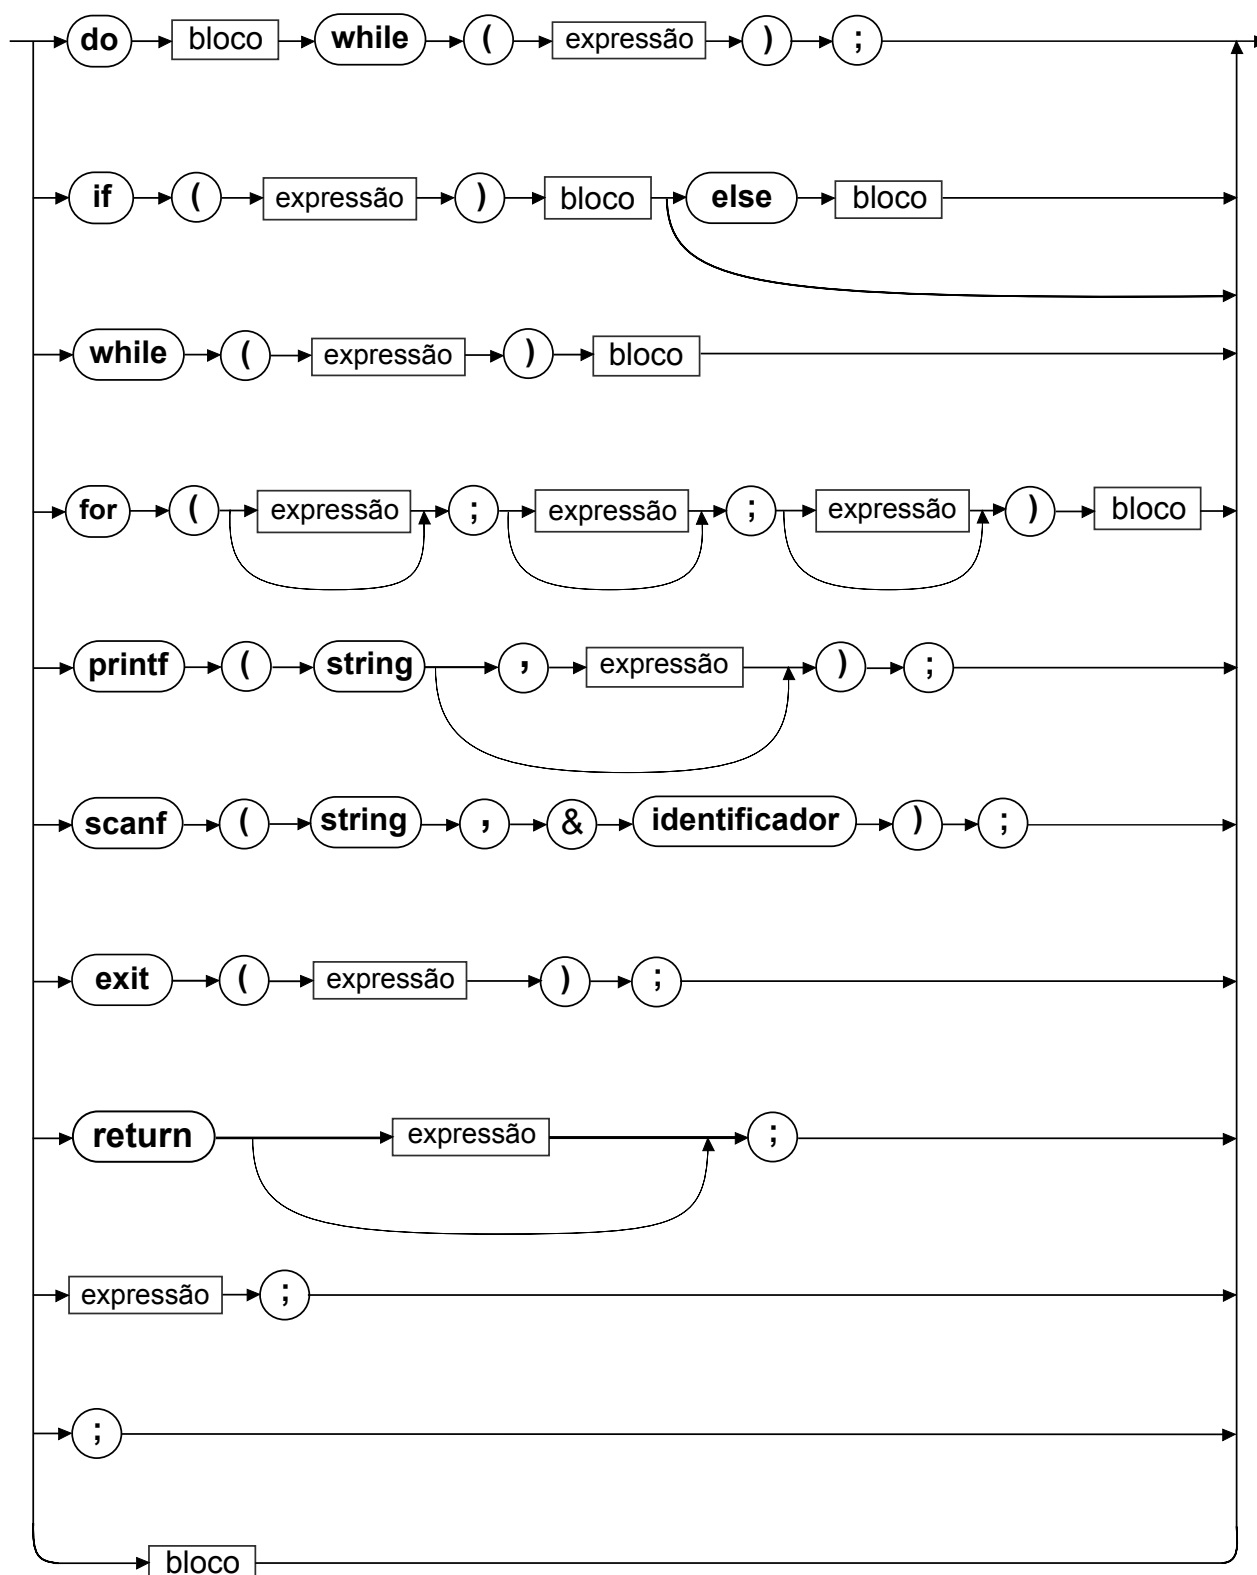 do bloco while ( expressão ) ;
if ( expressão ) bloco else bloco
while ( expressão ) bloco
for ( expressão ; expressão ; expressão ) bloco
printf ( string , expressão ) ;
scanf ( string , & identificador ) ;
exit ( expressão ) ;
return expressão ;
expressão ;
;
bloco